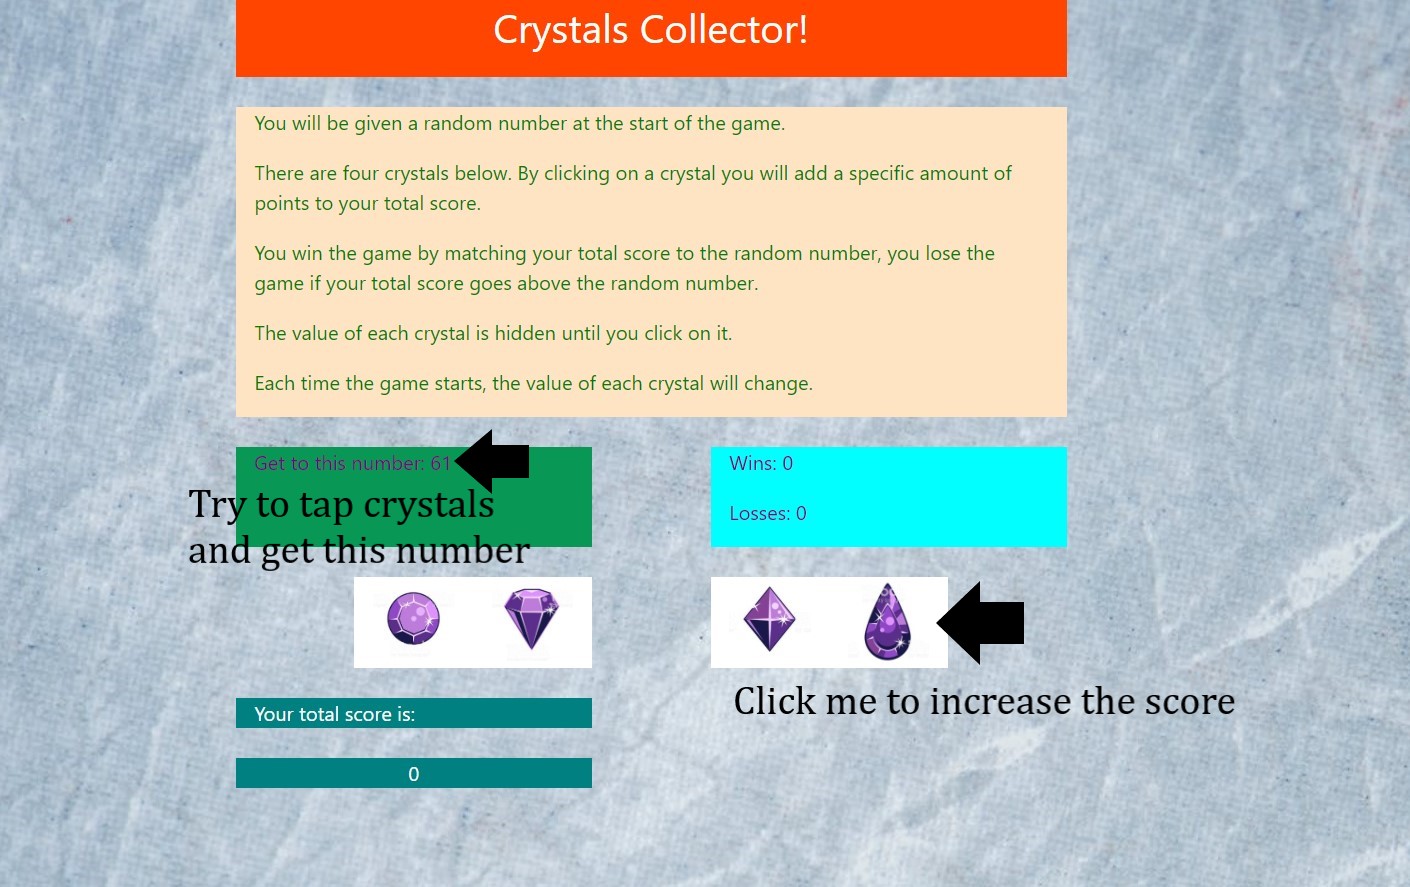 Crystals Collector!
You will be given a random number at the start of the game.
There are four crystals below. By clicking on a crystal you will add a specific amount of
points to your total score.
You win the game by matching your total score to the random number, you lose the
game if your total score goes above the random number.
The value of each crystal is hidden until you click on it.
Each time the game starts, the value of each crystal will change.
Get to this number: 61
Try to tap crystals
and get this number
Wins: 0
Losses: 0
Click me to increase the score
Your total score is:
0